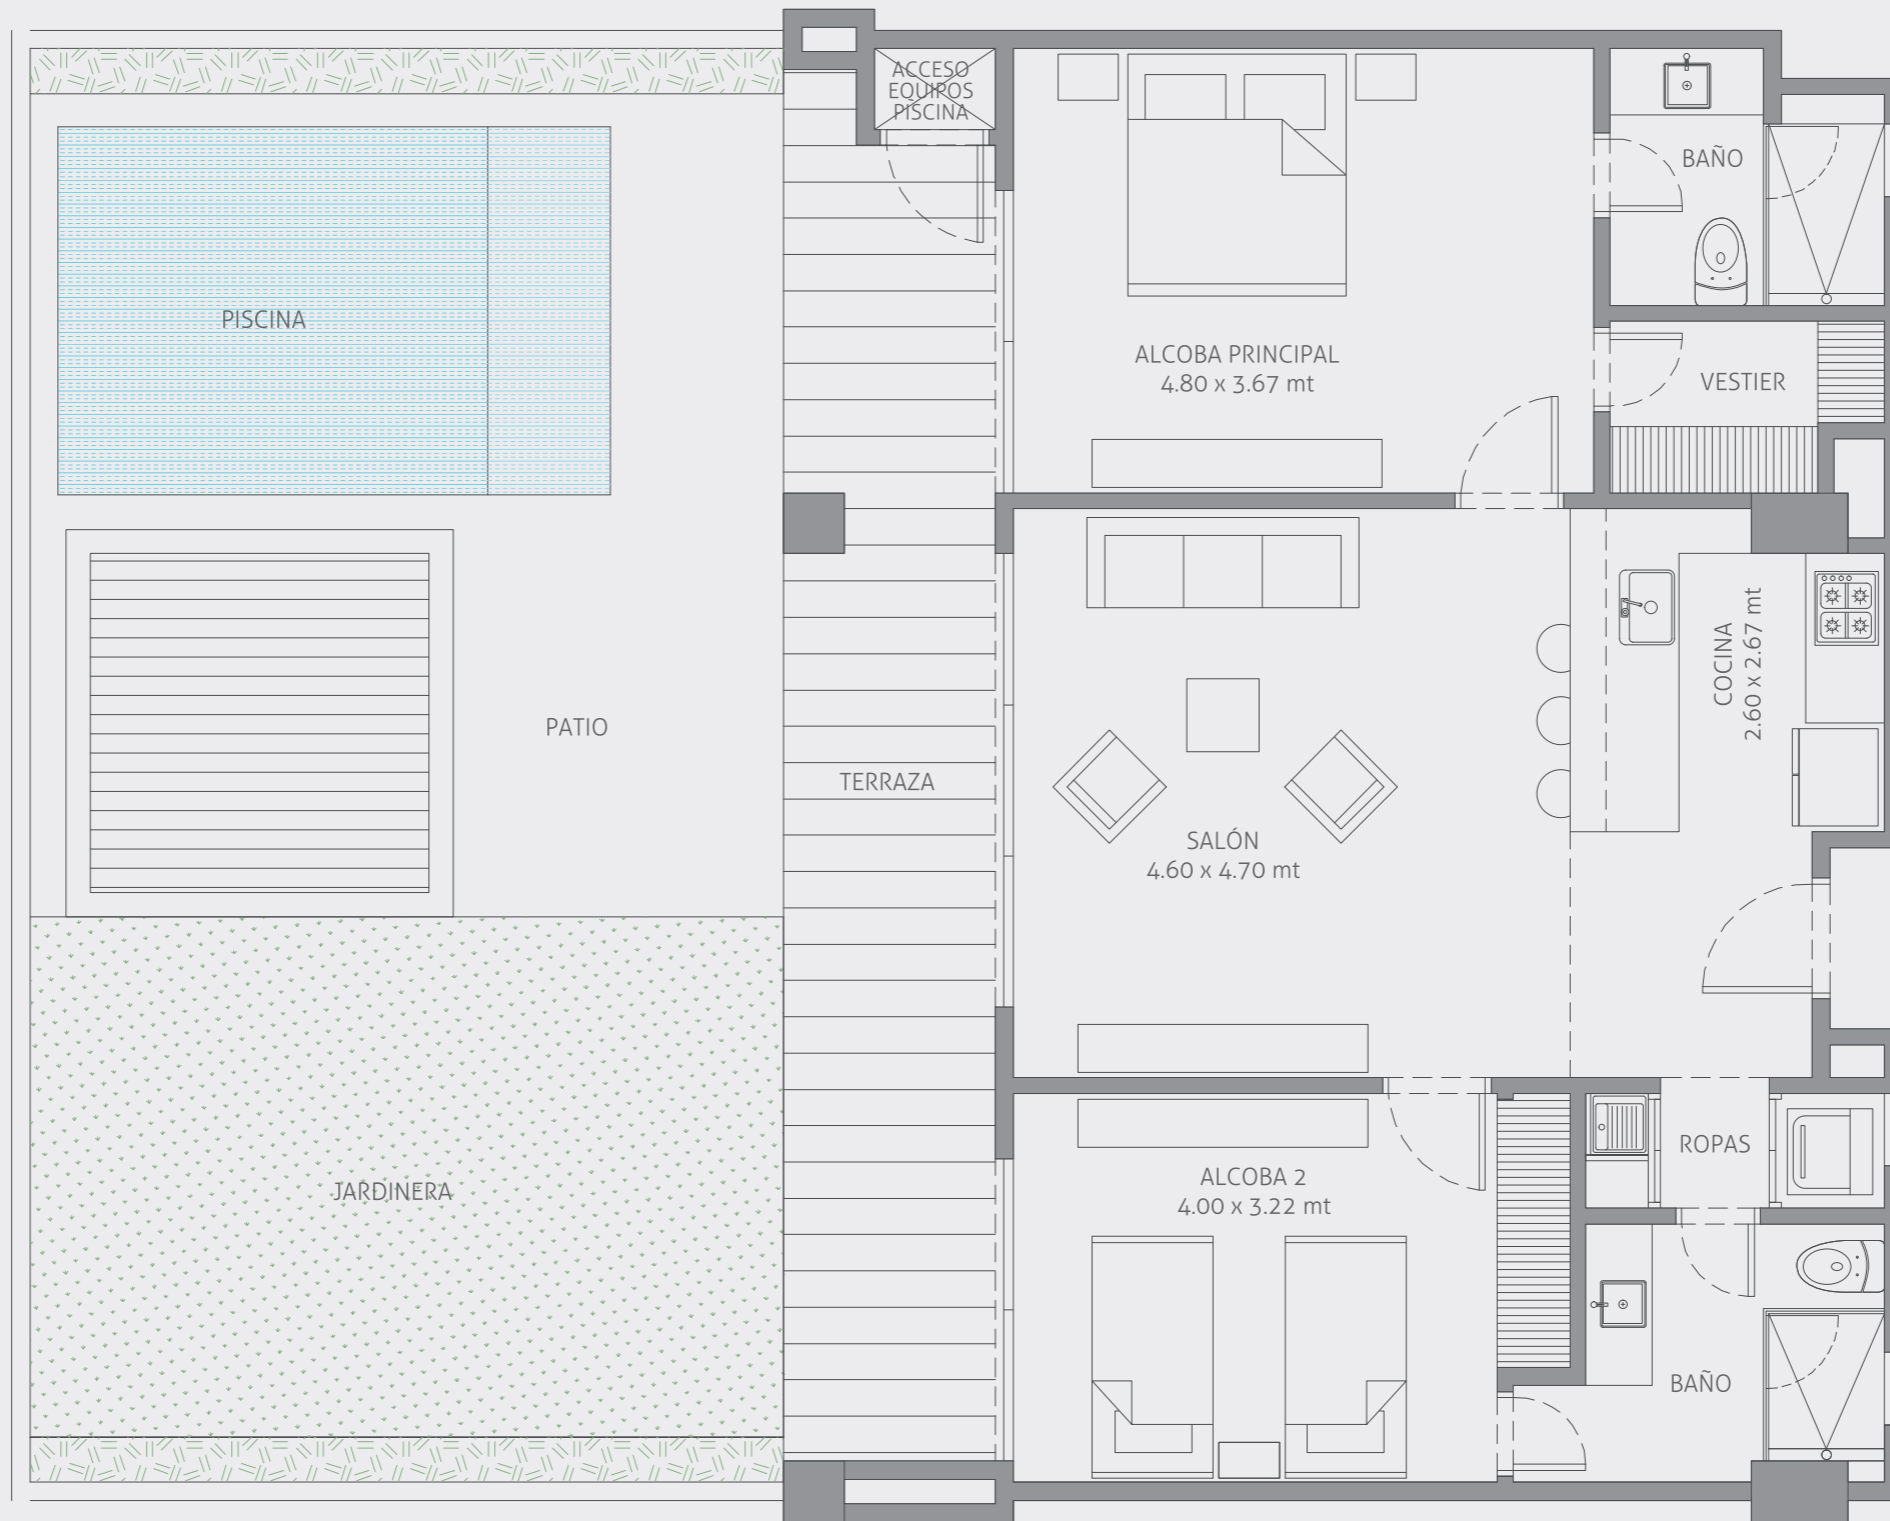 ACCESO
EQUIPOS
PISCINA
BAÑO
PISCINA
ALCOBA PRINCIPAL
4.80 x 3.67 mt
VESTIER
COCINA
2.60 x 2.67 mt
PATIO
TERRAZA
SALÓN
4.60 x 4.70 mt
ROPAS
ALCOBA 2
4.00 x 3.22 mt
JARDINERA
BAÑO